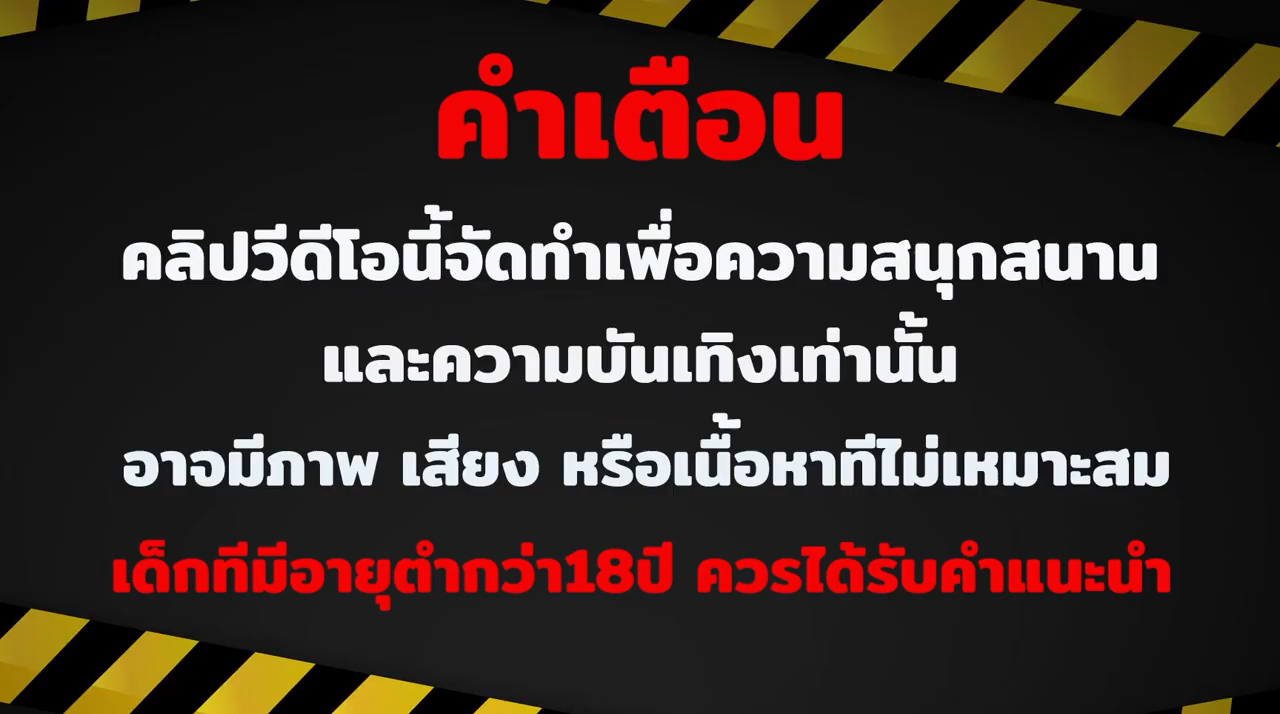 คำเตือน
คลิปวีดีโอนี้จัดทำเพื่อความสนุกสนาน
และความบันเทิงเท่านั้น
อาจมีภาพ เสียง หรือเนื้อหาทีไม่เหมาะสม
เด็กทีมีอายุตำกว่า18ปี ควรได้รับคำแนะนำ